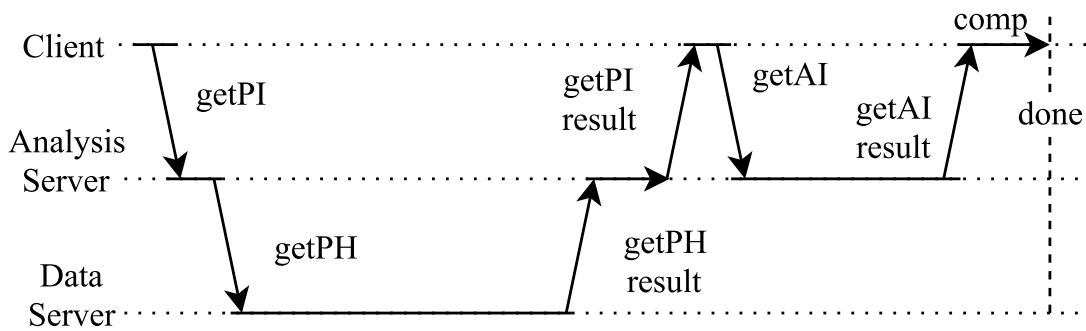 comp
Client
getPI
getPI
result
getAI
getAI
result
done
Analysis
Server
getPH
getPH
result
Data
Server